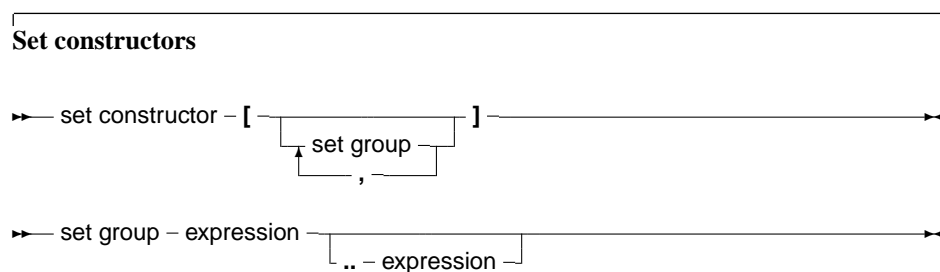 Set constructors
set constructor – [ ]
set group
,
set group – expression
.. – expression